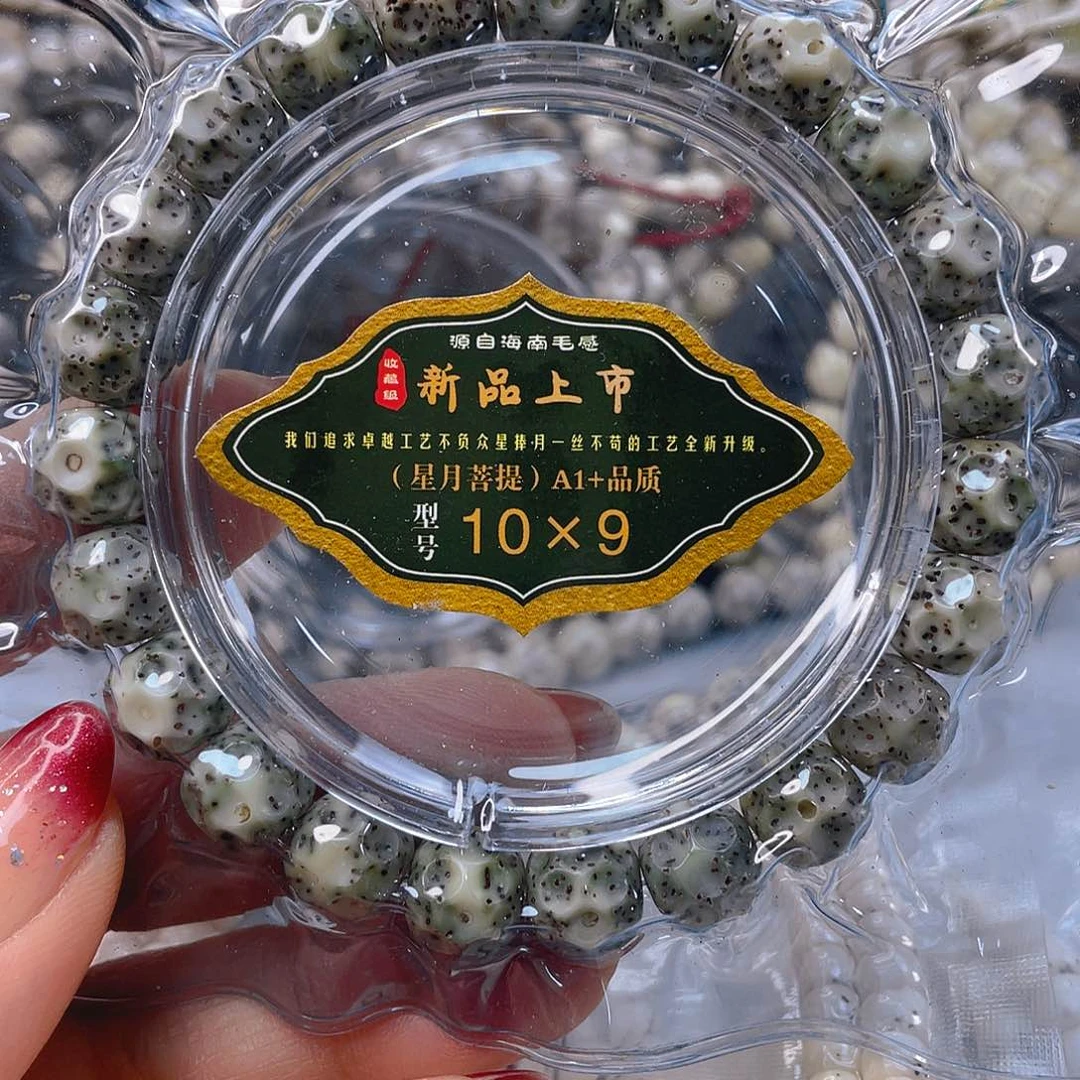 源自海南毛感
收藏级
新品上市
我们追求卓越工艺不负众星捧月一丝不苟的工艺全新升级。
（星月菩提）A1+品质
型号 10×9